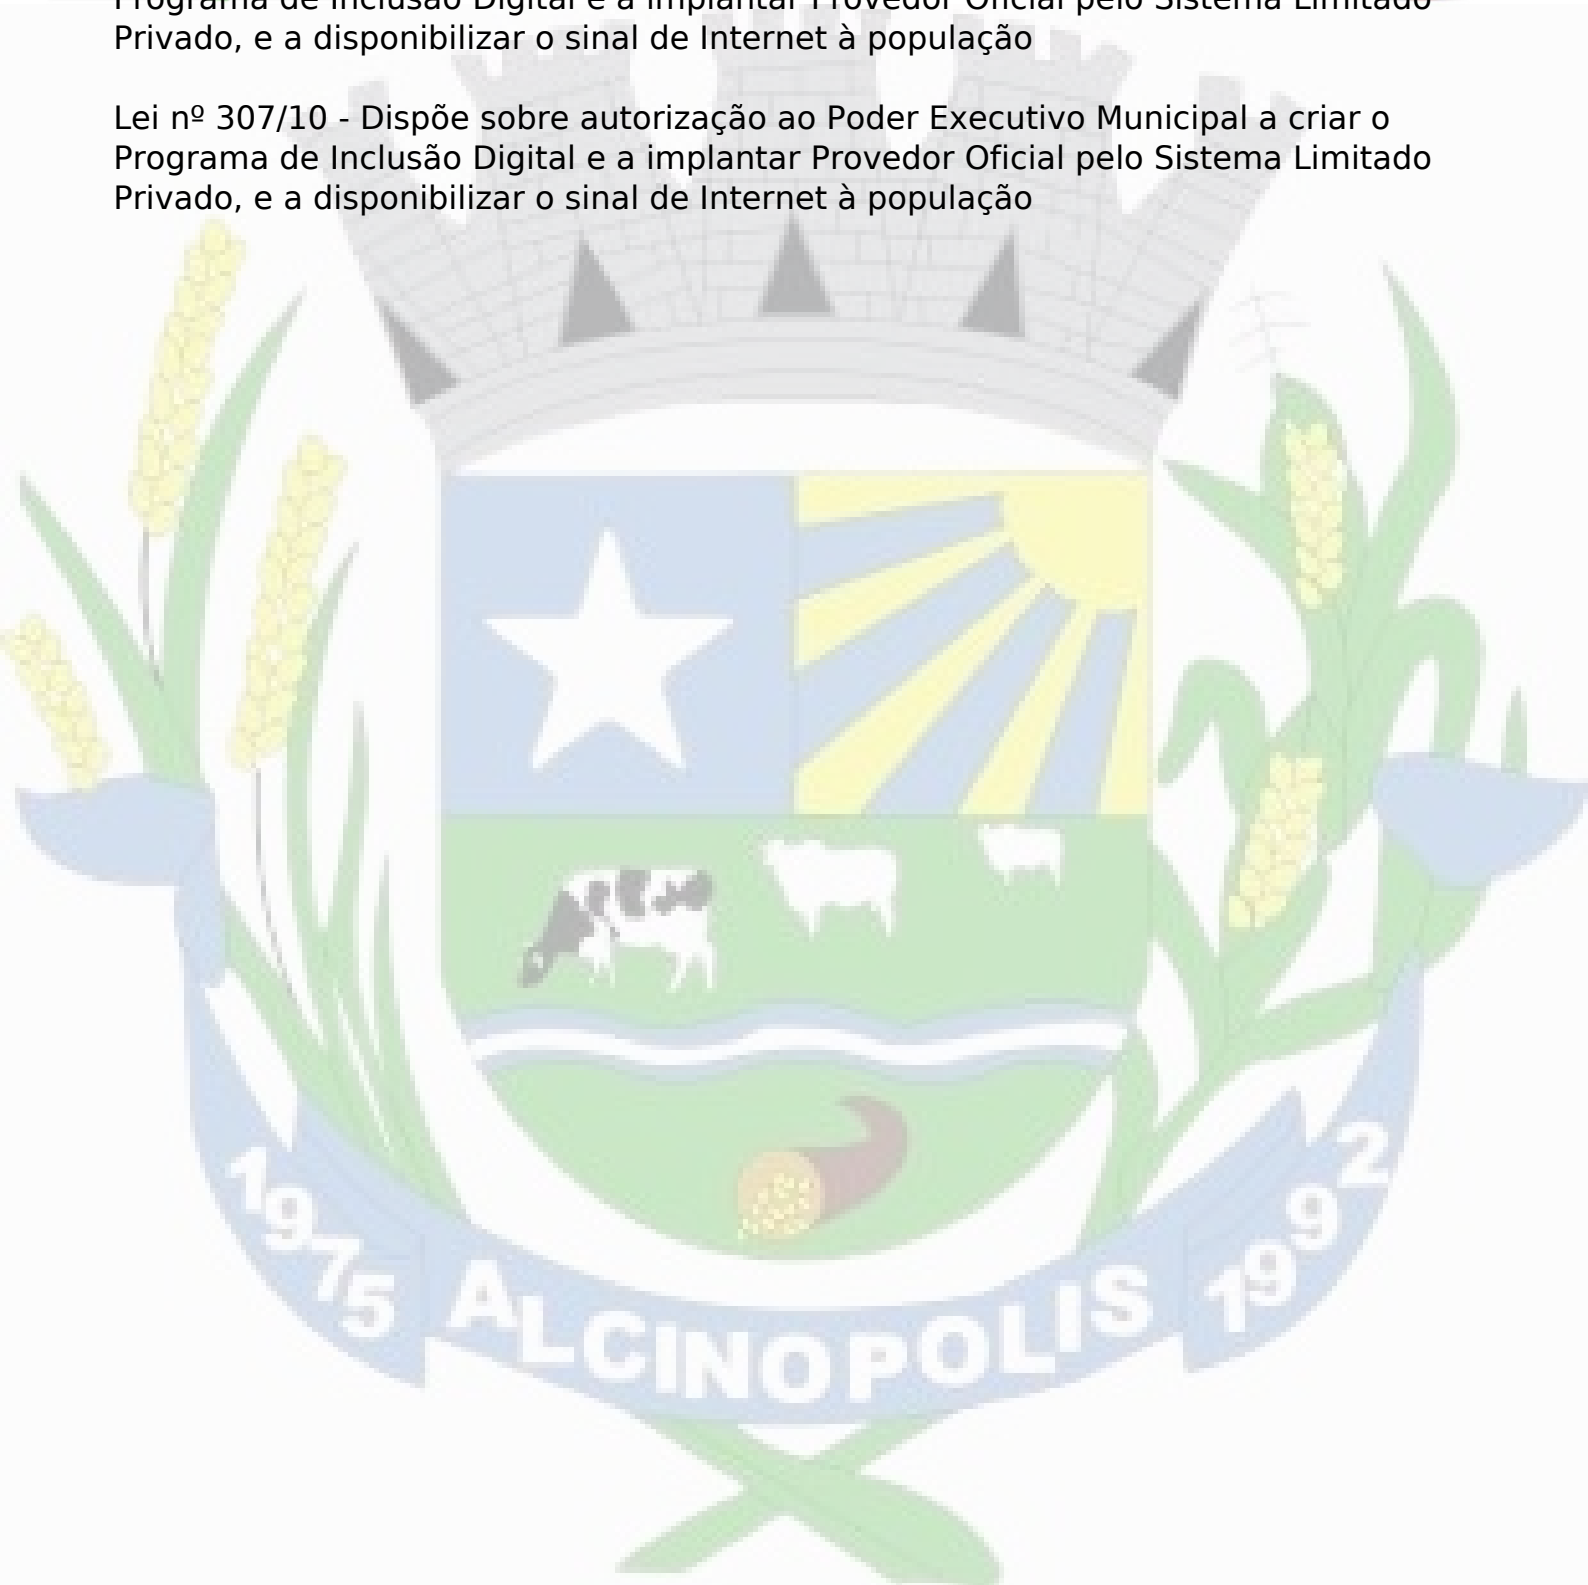 Programa de Inclusão Digital e a implantar Provedor Oficial pelo Sistema Limitado
Privado, e a disponibilizar o sinal de Internet à população
Lei nº 307/10 - Dispõe sobre autorização ao Poder Executivo Municipal a criar o
Programa de Inclusão Digital e a implantar Provedor Oficial pelo Sistema Limitado
Privado, e a disponibilizar o sinal de Internet à população
1975 ALCINOPOLIS 1992